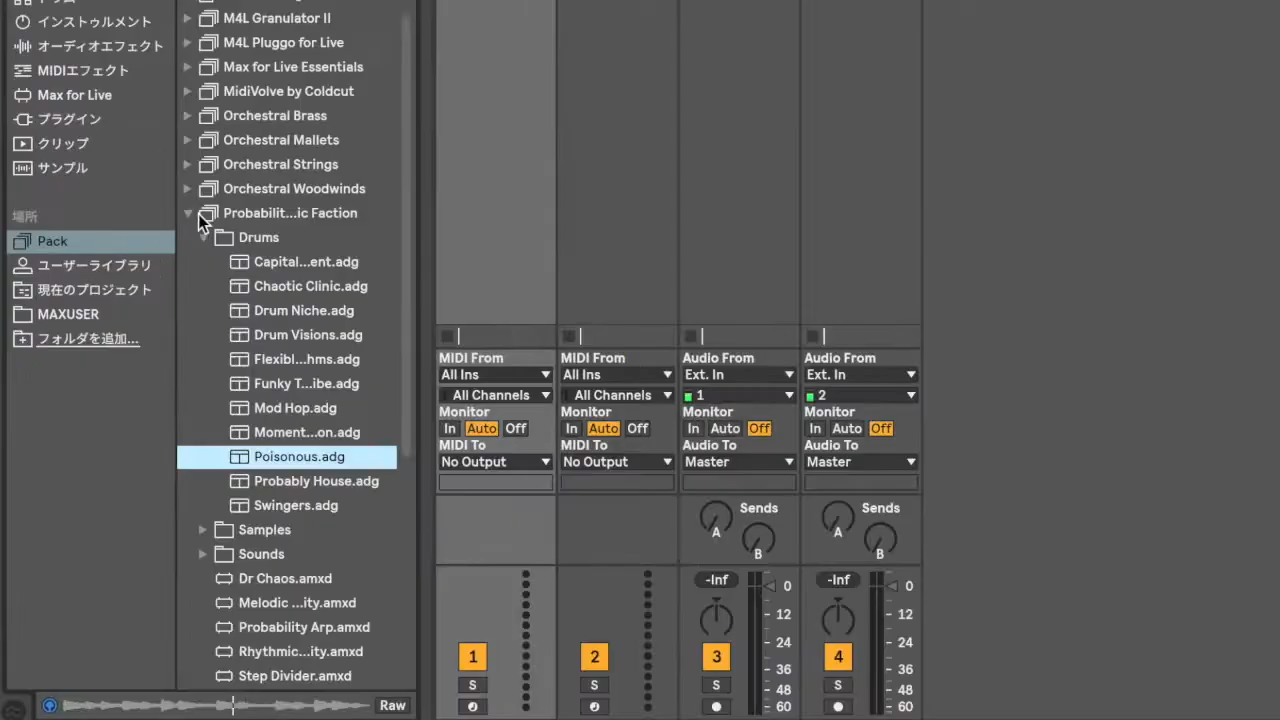 インストゥルメント
オーディオエフェクト
MIDIエフェクト
Max for Live
プラグイン
クリップ
サンプル
場所
Pack
ユーザーライブラリ
現在のプロジェクト
MAXUSER
フォルダを追加...
M4L Granulator II
M4L Pluggo for Live
Max for Live Essentials
MidiVolve by Coldcut
Orchestral Brass
Orchestral Mallets
Orchestral Strings
Orchestral Woodwinds
Probabilit...ic Faction
Drums
Capital...ent.adg
Chaotic Clinic.adg
Drum Niche.adg
Drum Visions.adg
Flexibl...hms.adg
Funky T...ibe.adg
Mod Hop.adg
Moment...on.adg
Poisonous.adg
Probably House.adg
Swingers.adg
Samples
Sounds
Dr Chaos.amxd
Melodic ...ity.amxd
Probability Arp.amxd
Rhythmic...ity.amxd
Step Divider.amxd
Raw
MIDI From
All Ins
All Channels
Monitor
In Auto Off
MIDI To
No Output
1
S
MIDI From
All Ins
All Channels
Monitor
In Auto Off
MIDI To
No Output
2
S
Audio From
Ext. In
1
Monitor
In Auto Off
Audio To
Master
Sends
A
B
-Inf
0
12
24
36
48
60
3
S
Audio From
Ext. In
2
Monitor
In Auto Off
Audio To
Master
Sends
A
B
-Inf
0
12
24
36
48
60
4
S